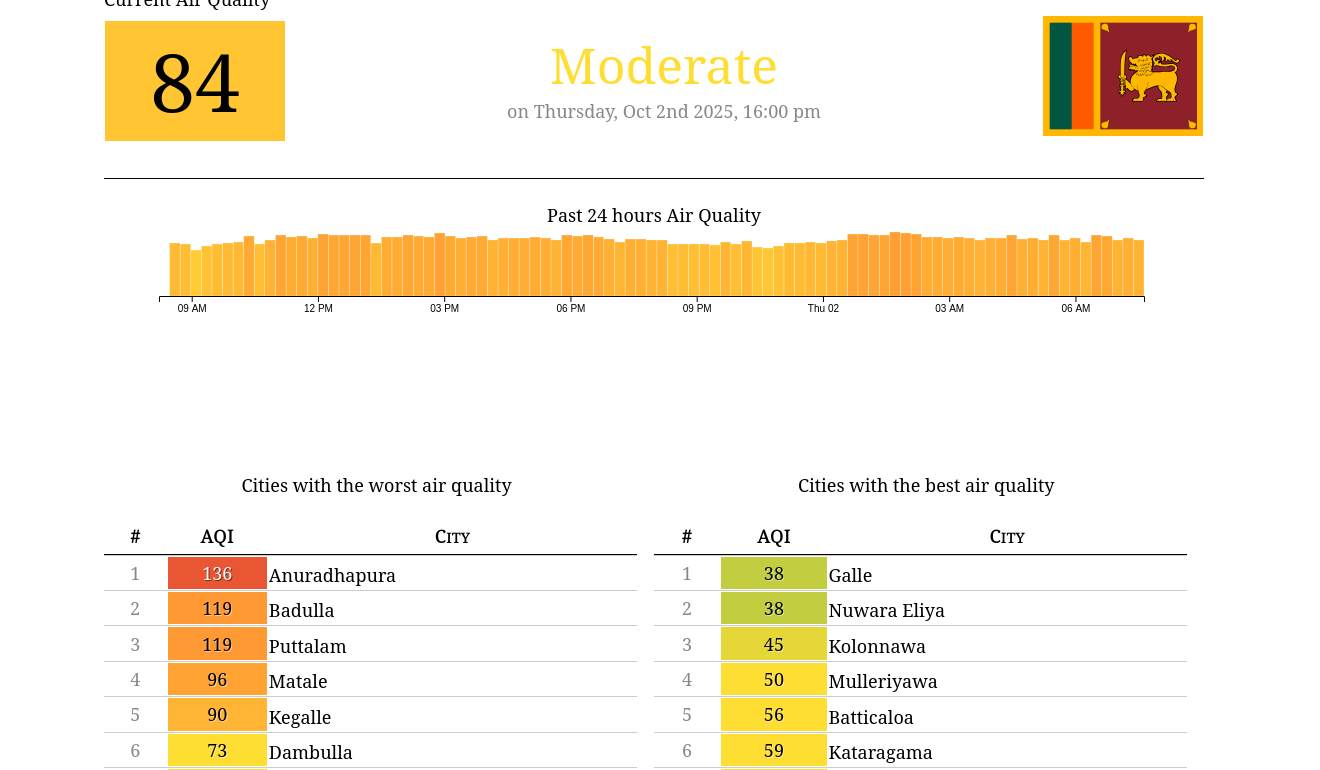 Current Air Quality
84
Moderate
on Thursday, Oct 2nd 2025, 16:00 pm
Past 24 hours Air Quality
09 AM 12 PM 03 PM 06 PM 09 PM Thu 02 03 AM 06 AM
Cities with the worst air quality
# AQI City
1 136 Anuradhapura
2 119 Badulla
3 119 Puttalam
4 96 Matale
5 90 Kegalle
6 73 Dambulla
Cities with the best air quality
# AQI City
1 38 Galle
2 38 Nuwara Eliya
3 45 Kolonnawa
4 50 Mulleriyawa
5 56 Batticaloa
6 59 Kataragama